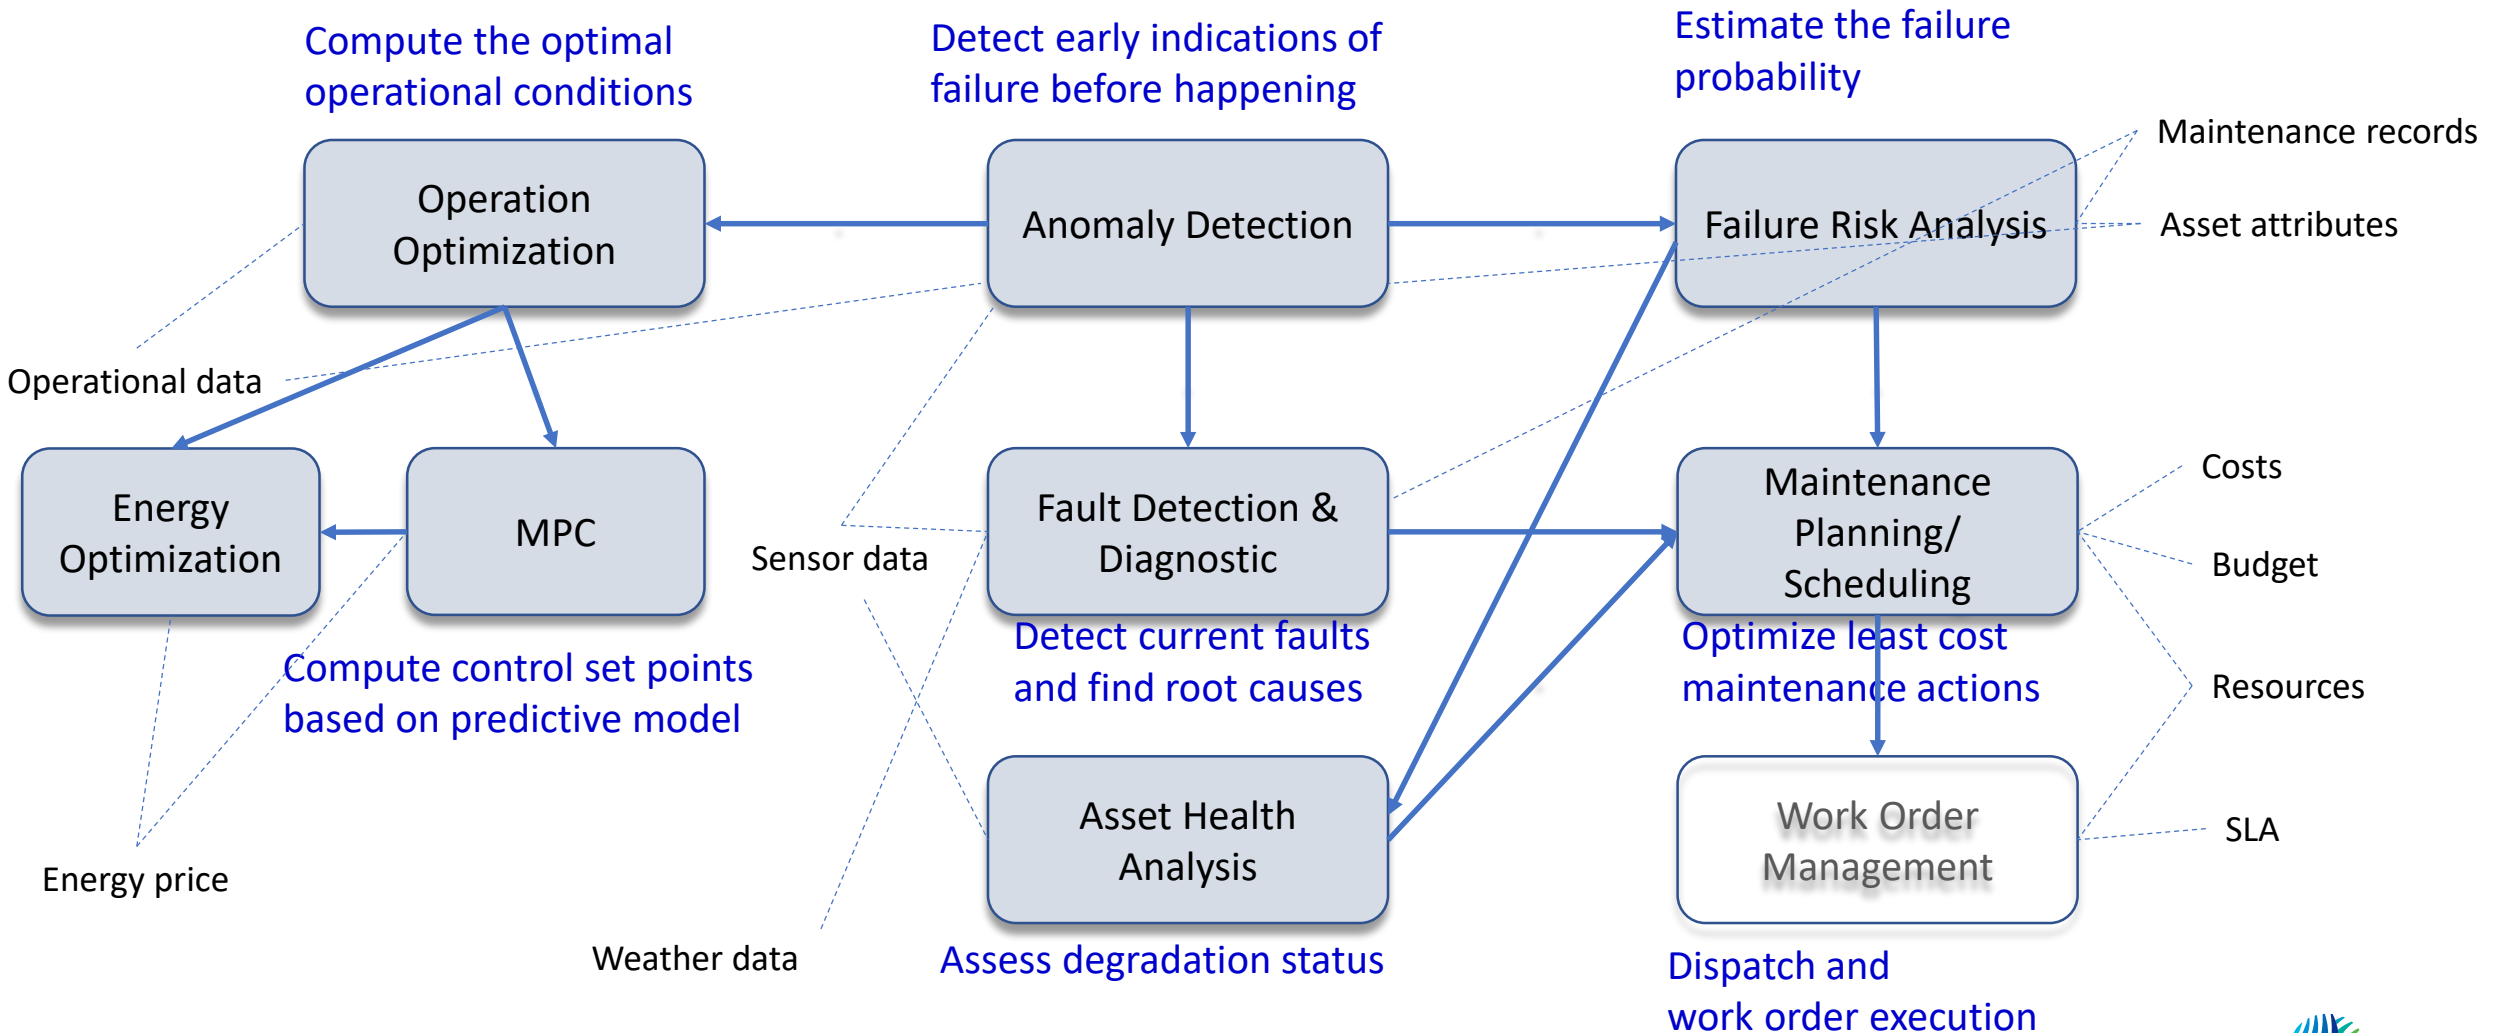 Compute the optimal
operational conditions
Detect early indications of
failure before happening
Estimate the failure
probability
Maintenance records
Operation
Optimization
Anomaly Detection
Failure Risk Analysis
Asset attributes
Operational data
Energy
Optimization
MPC
Sensor data
Fault Detection &
Diagnostic
Maintenance
Planning/
Scheduling
Costs
Budget
Compute control set points
based on predictive model
Detect current faults
and find root causes
Optimize least cost
maintenance actions
Resources
Energy price
Asset Health
Analysis
Work Order
Management
SLA
Weather data
Assess degradation status
Dispatch and
work order execution